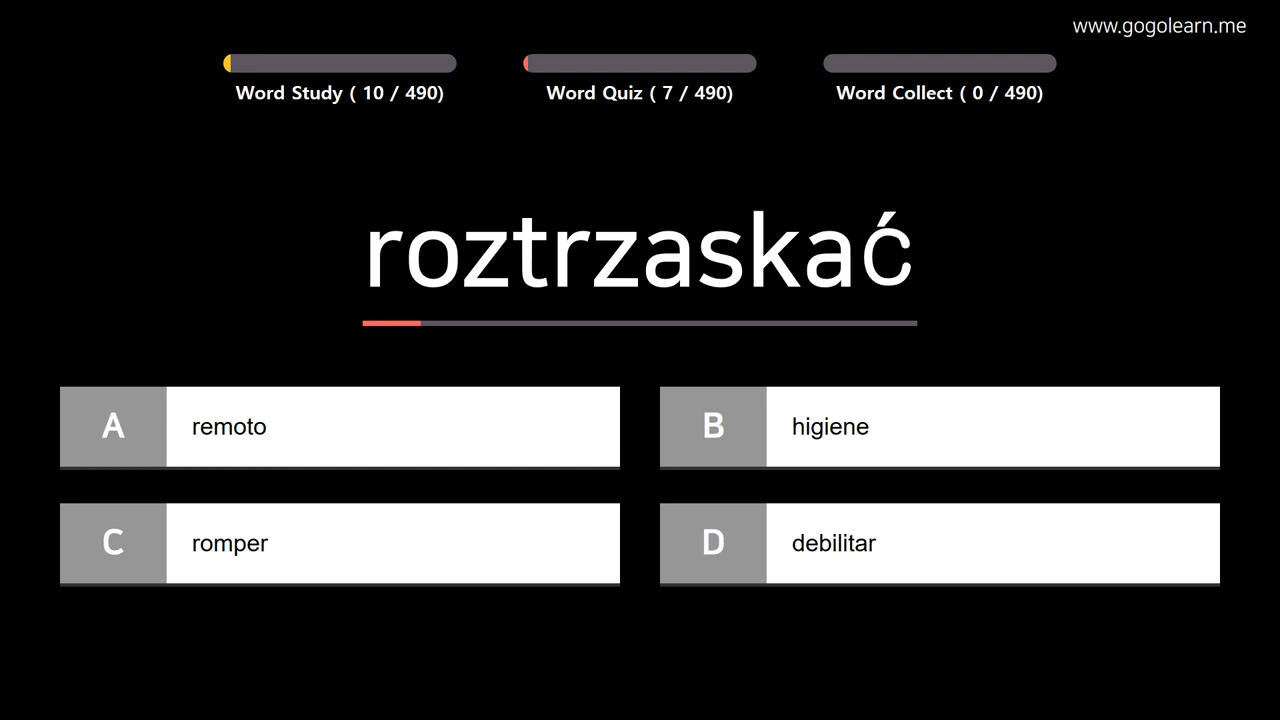 www.gogolearn.me
Word Study ( 10 / 490)
Word Quiz ( 7 / 490)
Word Collect ( 0 / 490)
roztrzaskać
A remoto
B higiene
C romper
D debilitar